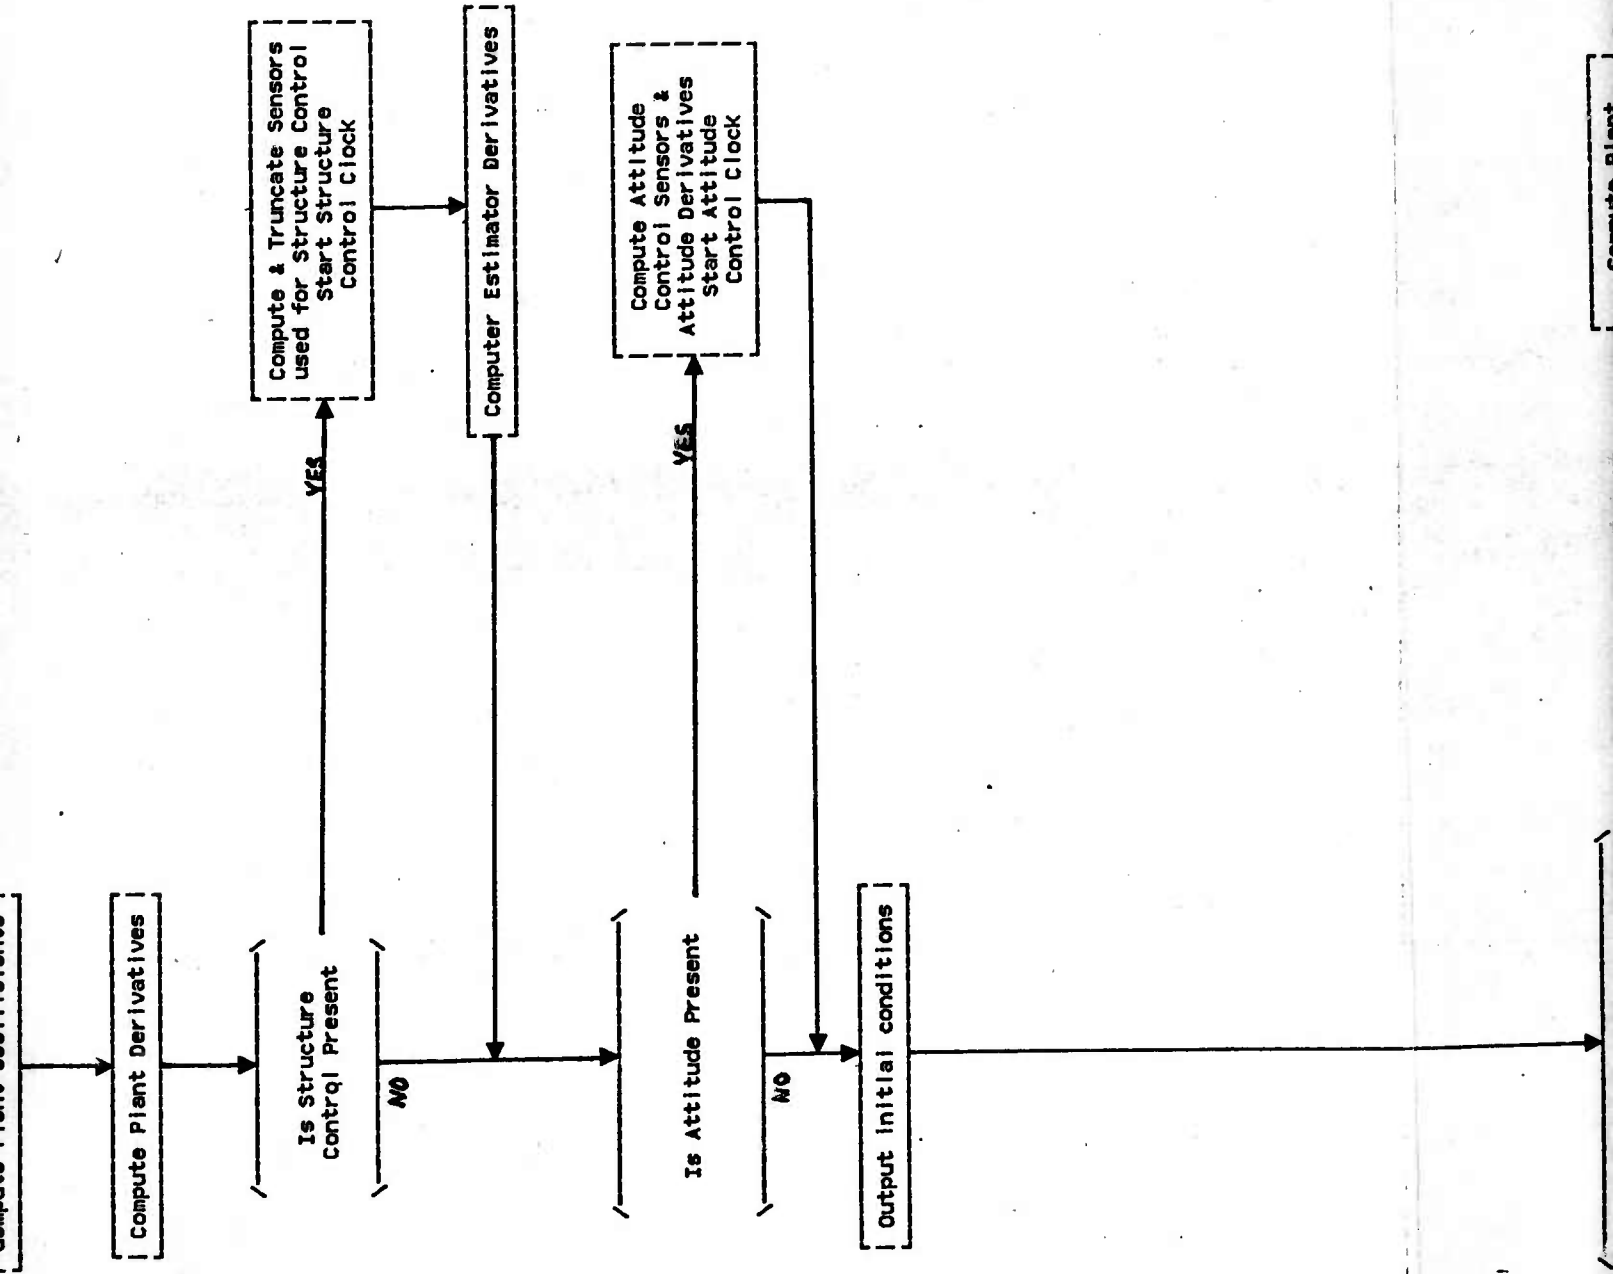 Compute Plant Derivatives
Is Structure
Control Present
YES
NO
Compute & Truncate Sensors
used for Structure Control
Start Structure
Control Clock
Computer Estimator Derivatives
Is Attitude Present
YES
NO
Compute Attitude
Control Sensors &
Attitude Derivatives
Start Attitude
Control Clock
Output initial conditions